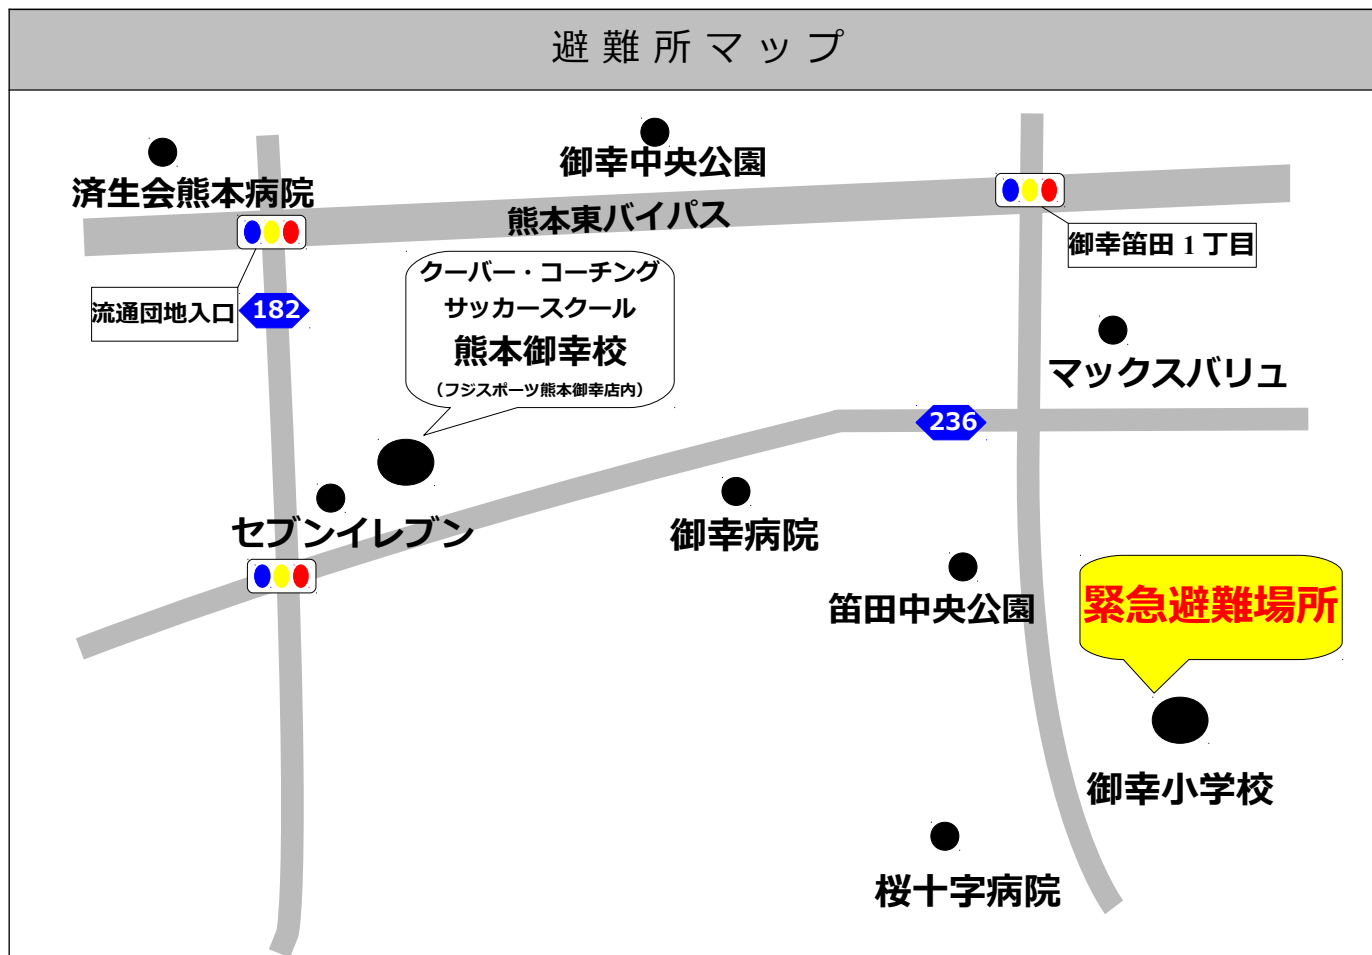 避難所マップ
御幸中央公園
済生会熊本病院
熊本東バイパス
御幸笛田1丁目
クーバー・コーチング
サッカースクール
熊本御幸校
（フジスポーツ熊本御幸店内）
流通団地入口
182
マックスバリュ
236
セブンイレブン
御幸病院
笛田中央公園
緊急避難場所
御幸小学校
桜十字病院